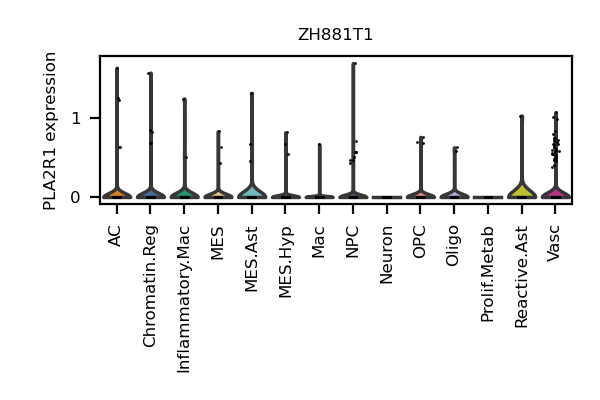 ZH881T1
PLA2R1 expression
1
0
AC
Chromatin.Reg
Inflammatory.Mac
MES
MES.Ast
MES.Hyp
Mac
NPC
Neuron
OPC
Oligo
Prolif.Metab
Reactive.Ast
Vasc